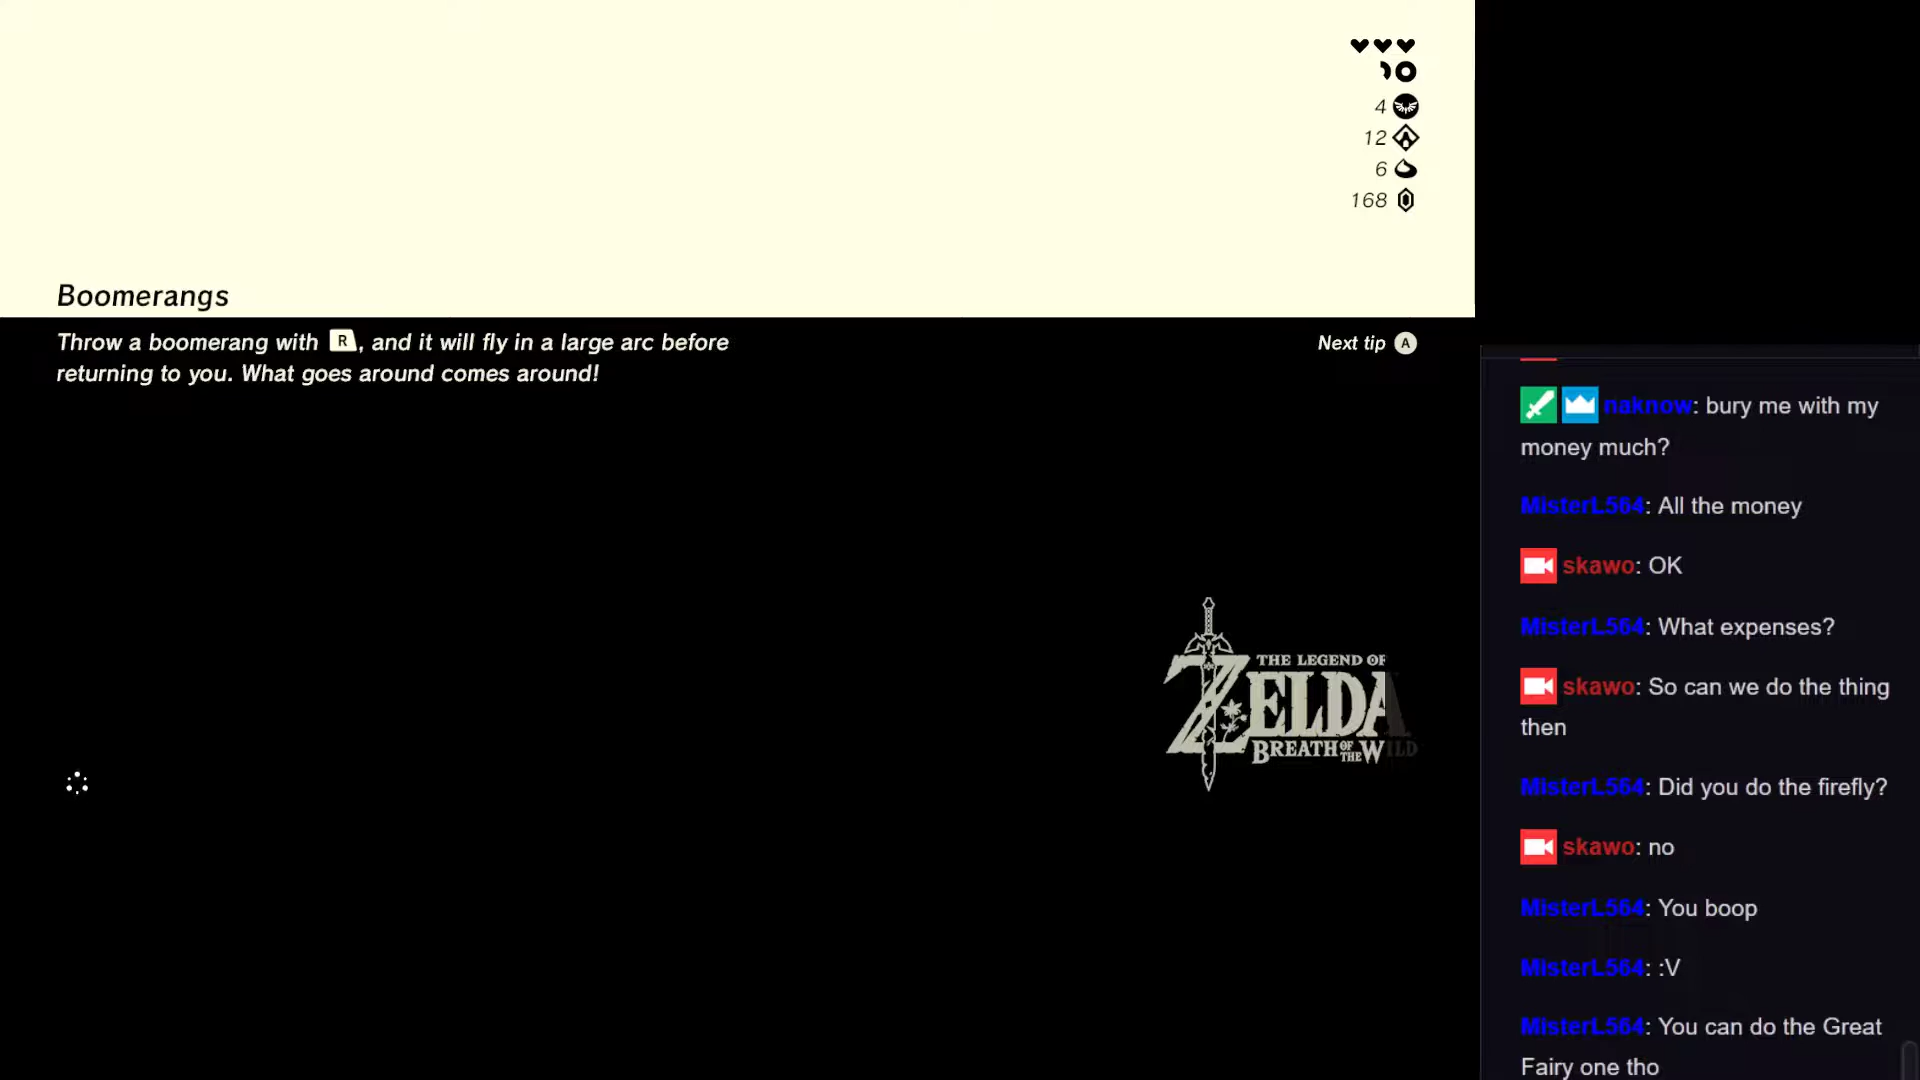 4
12
6
168
Boomerangs
Throw a boomerang with R, and it will fly in a large arc before
returning to you. What goes around comes around!
Next tip A
THE LEGEND OF
ZELDA
BREATH OF THE WILD
naknow: bury me with my
money much?
MisterL564: All the money
skawo: OK
MisterL564: What expenses?
skawo: So can we do the thing
then
MisterL564: Did you do the firefly?
skawo: no
MisterL564: You boop
MisterL564: :V
MisterL564: You can do the Great
Fairy one tho